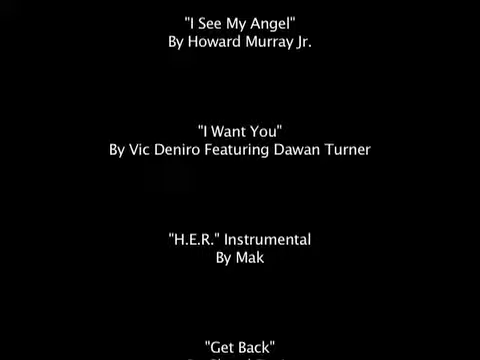 "I See My Angel"
By Howard Murray Jr.
"I Want You"
By Vic Deniro Featuring Dawan Turner
"H.E.R." Instrumental
By Mak
"Get Back"